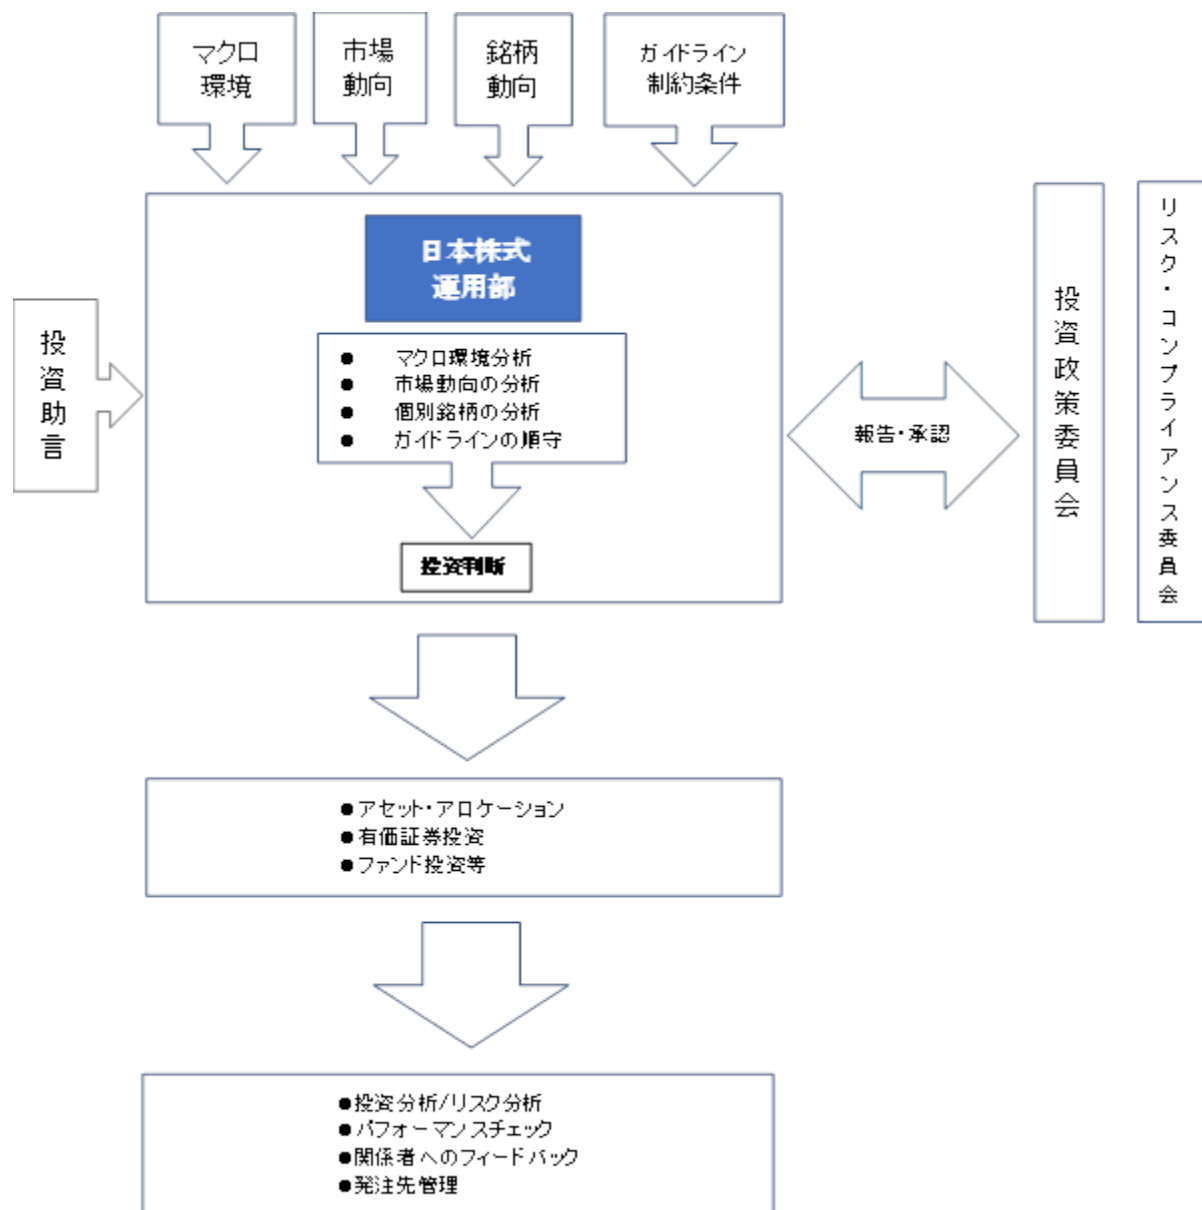 マクロ
環境
市場
動向
銘柄
動向
ガイドライン
制約条件
日本株式
運用部
● マクロ環境分析
● 市場動向の分析
● 個別銘柄の分析
● ガイドラインの順守
投資判断
投資助言
報告・承認
投資政策委員会
リスク・コンプライアンス委員会
●アセット・アロケーション
●有価証券投資
●ファンド投資等
●投資分析/リスク分析
●パフォーマンスチェック
●関係者へのフィードバック
●発注先管理